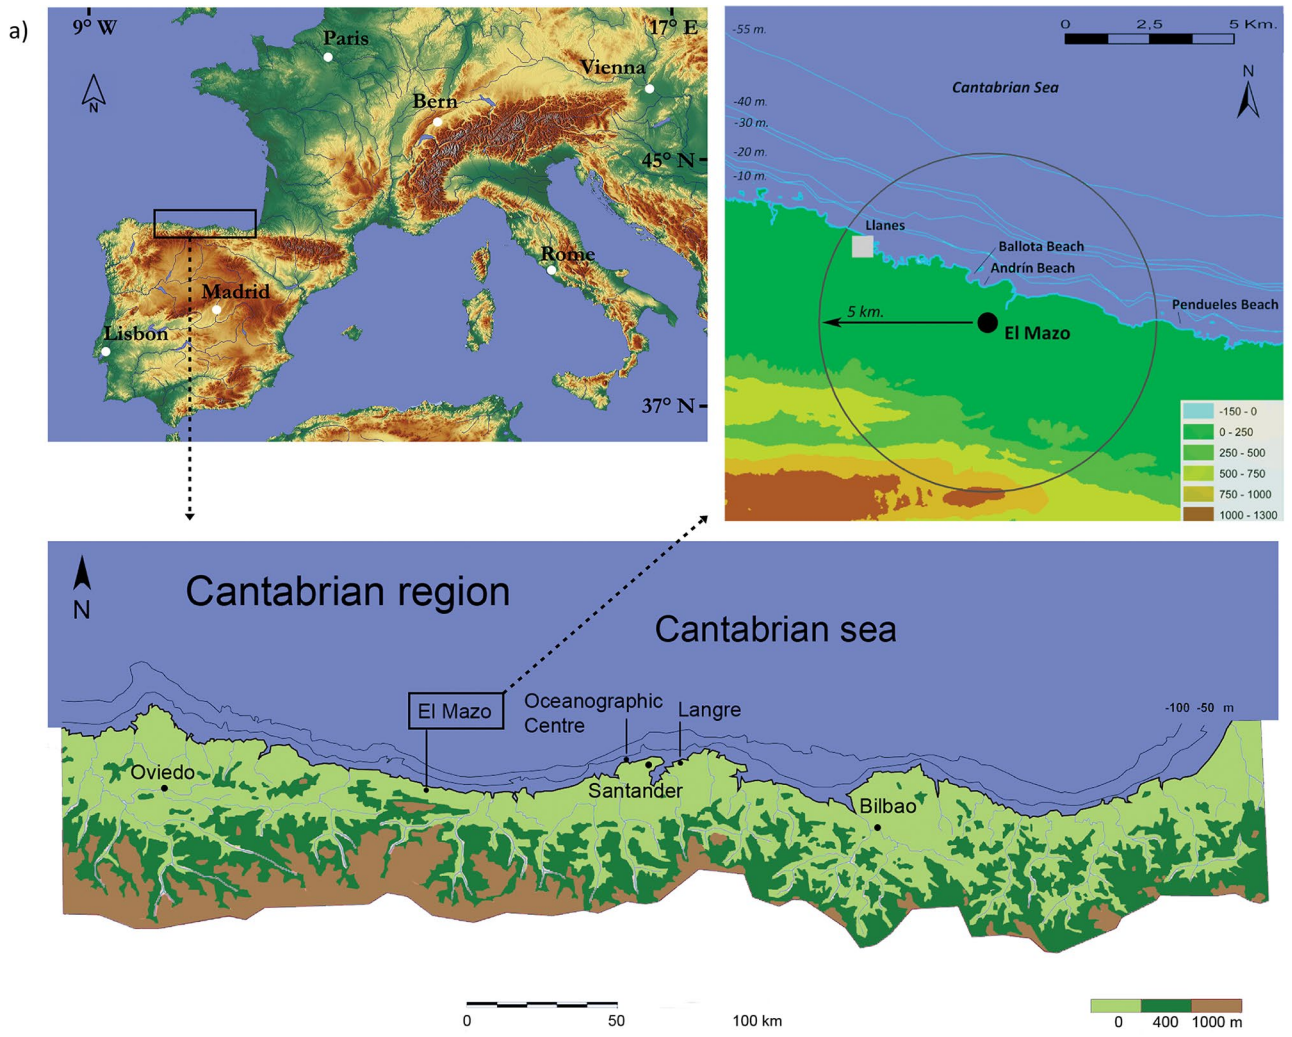 a)
9° W
17° E
Paris
Vienna
N
Bern
45° N
Rome
Madrid
Lisbon
37° N
0 2,5 5 Km.
-55 m.
Cantabrian Sea
N
-40 m.
-30 m.
-20 m.
-10 m.
Llanes
Ballota Beach
Andrín Beach
Pendueles Beach
5 km.
El Mazo
-150 - 0
0 - 250
250 - 500
500 - 750
750 - 1000
1000 - 1300
N
Cantabrian region
Cantabrian sea
El Mazo
Oceanographic
Centre
Langre
-100 -50 m
Oviedo
Santander
Bilbao
0 50 100 km
0 400 1000 m